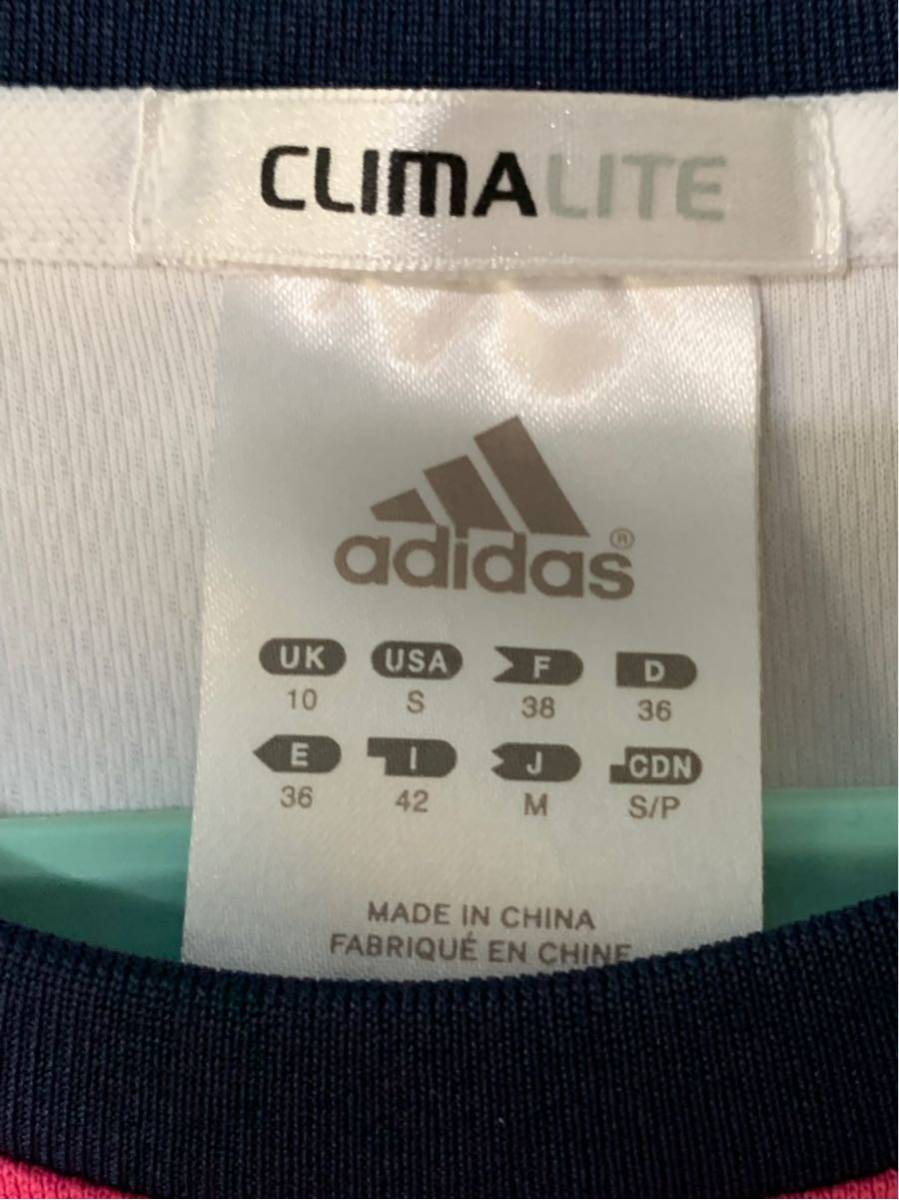 CLIMALITE
adidas®
UK USA F D
10 S 38 36
E I J CDN
36 42 M S/P
MADE IN CHINA
FABRIQUÉ EN CHINE